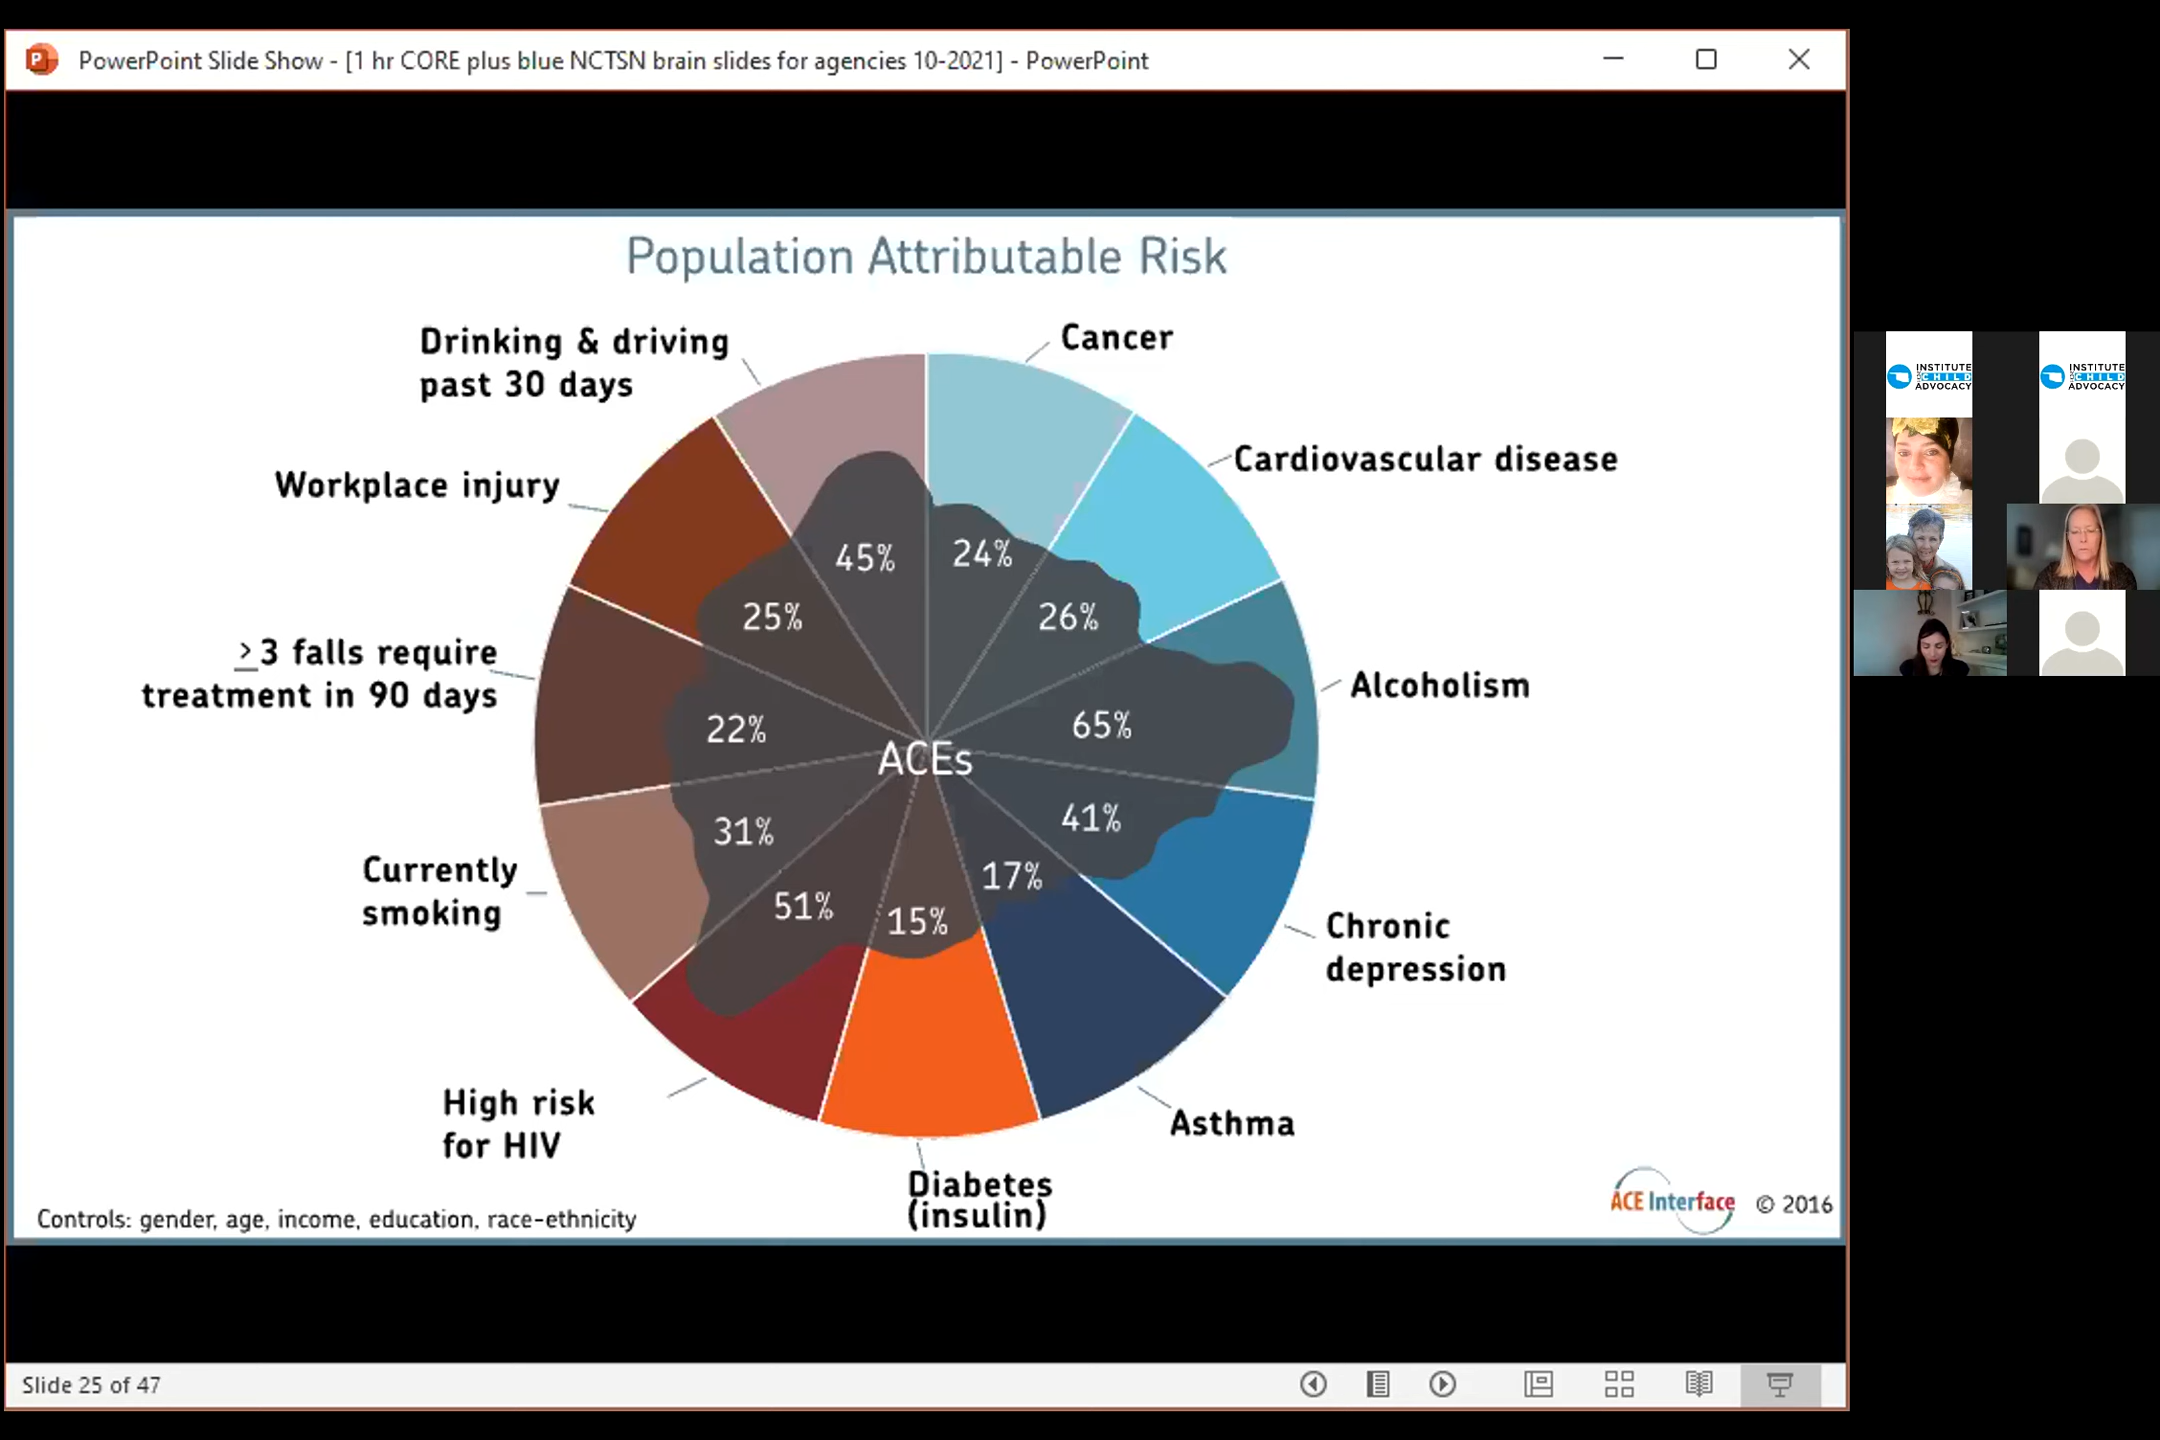 PowerPoint Slide Show - [1 hr CORE plus blue NCTSN brain slides for agencies 10-2021] - PowerPoint
Population Attributable Risk
Drinking & driving
past 30 days
Cancer
Workplace injury
Cardiovascular disease
≥3 falls require
treatment in 90 days
Alcoholism
Currently
smoking
Chronic
depression
High risk
for HIV
Asthma
Diabetes
(insulin)
45%
24%
25%
26%
22%
65%
ACEs
31%
41%
51%
15%
17%
Controls: gender, age, income, education, race-ethnicity
ACE Interface © 2016
Slide 25 of 47
INSTITUTE
FOR CHILD
ADVOCACY
INSTITUTE
FOR CHILD
ADVOCACY